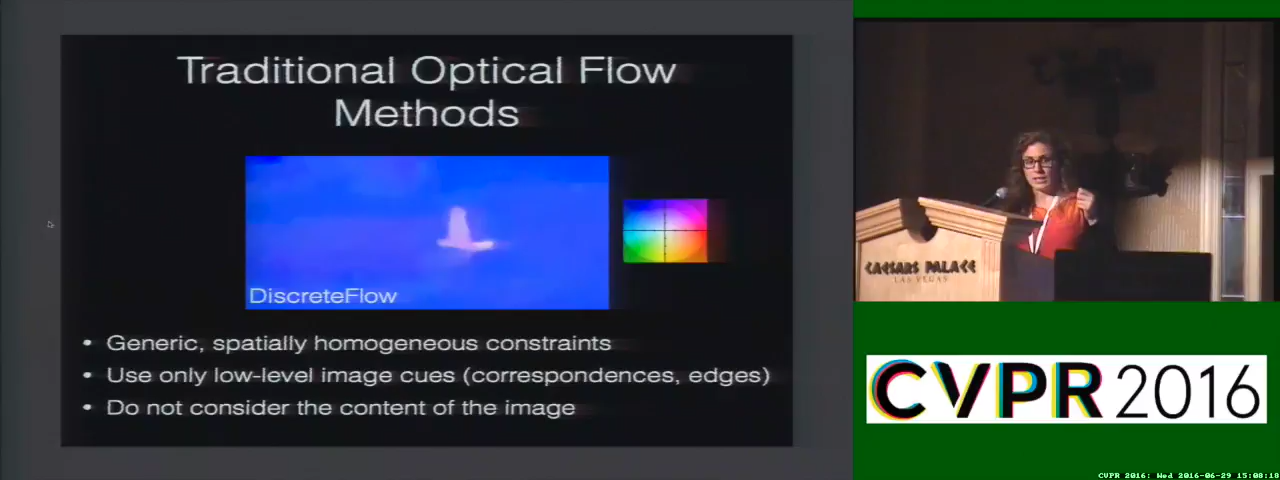 Traditional Optical Flow
Methods
DiscreteFlow
• Generic, spatially homogeneous constraints
• Use only low-level image cues (correspondences, edges)
• Do not consider the content of the image
CAESARS PALACE
LAS VEGAS
CVPR 2016
CVPR 2016: Wed 2016-06-29 15:08:18